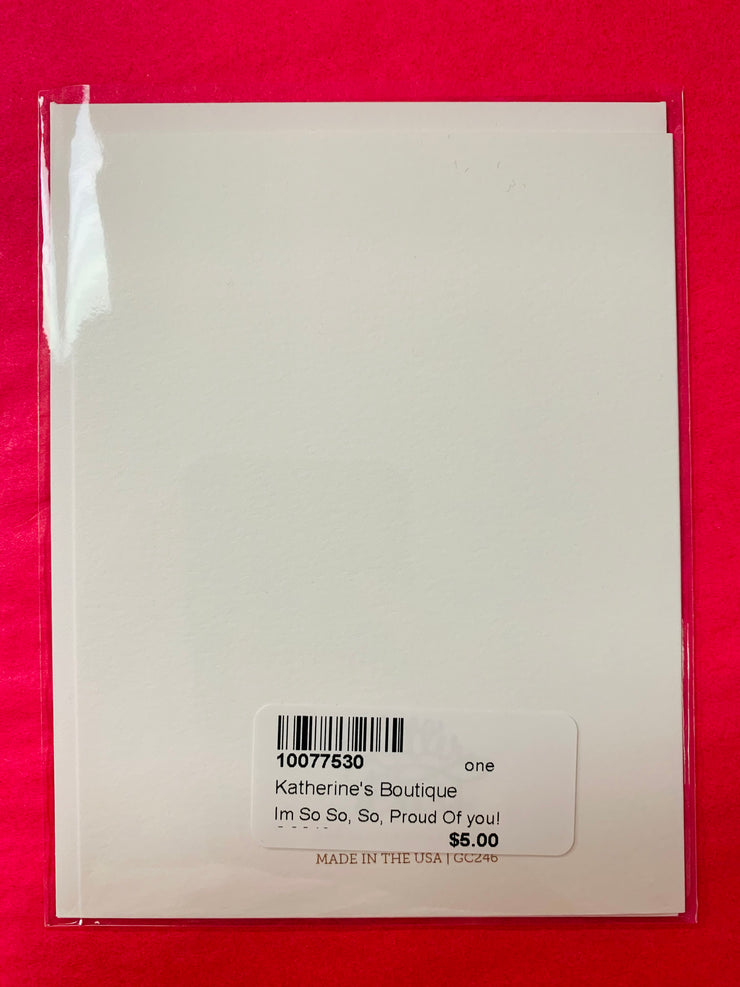 10077530 one
Katherine's Boutique
Im So So, So, Proud Of you!
$5.00
MADE IN THE USA | GC246